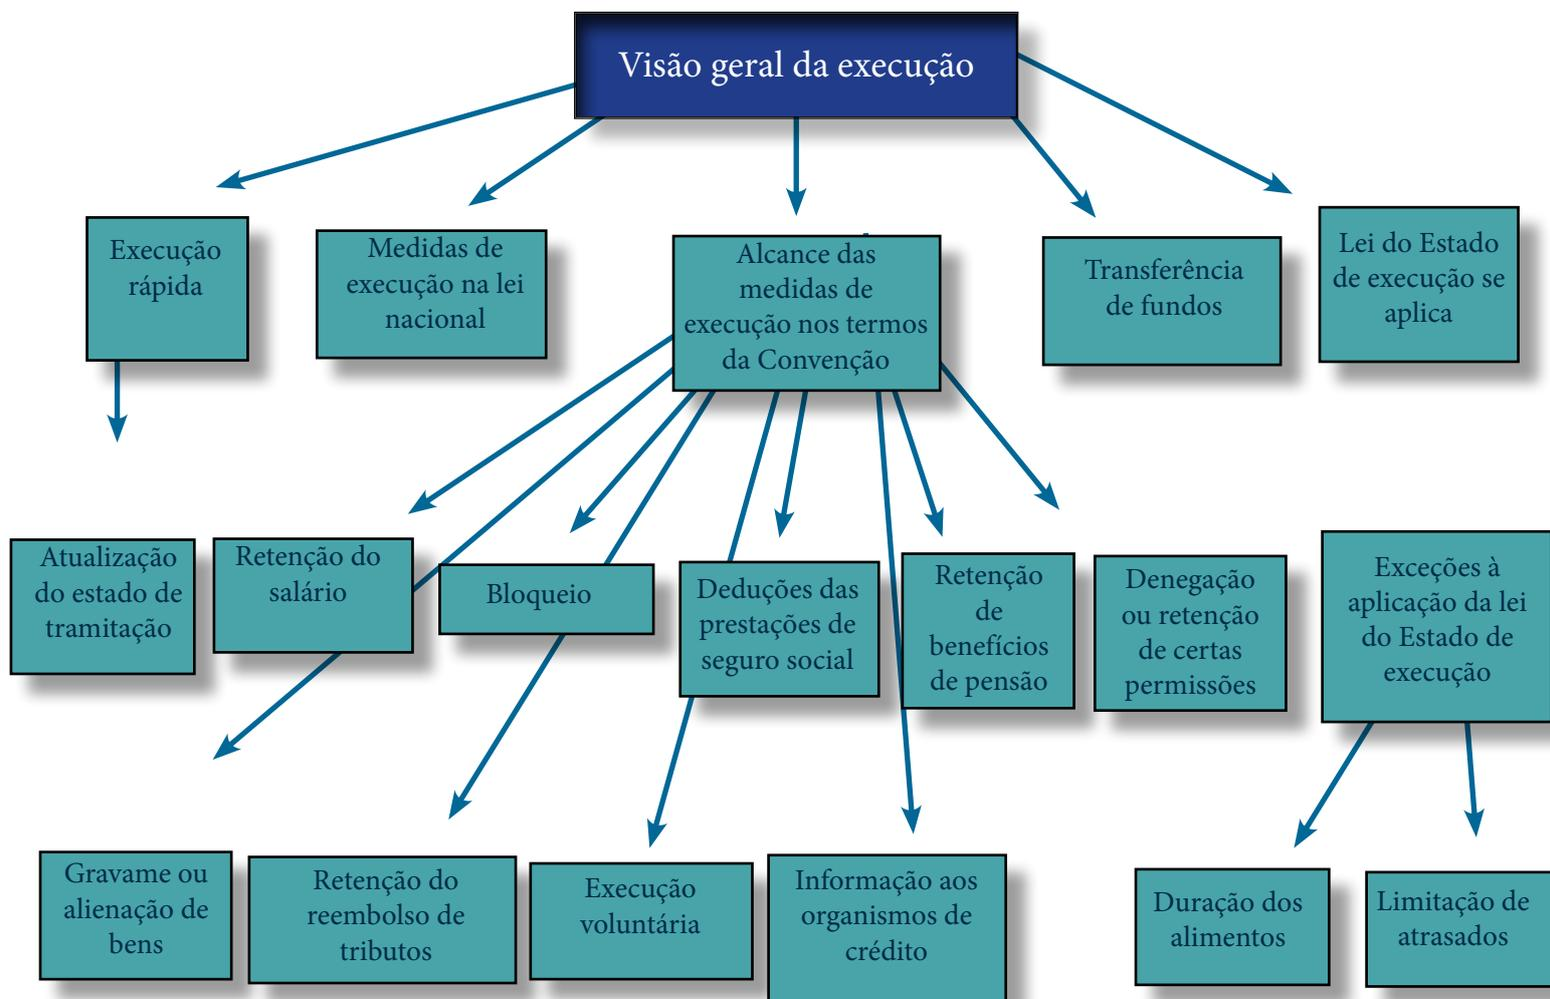 Visão geral da execução
Execução
rápida
Medidas de
execução na lei
nacional
Alcance das
medidas de
execução nos termos
da Convenção
Transferência
de fundos
Lei do Estado
de execução se
aplica
Atualização
do estado de
tramitação
Retenção do
salário
Bloqueio
Deduções das
prestações de
seguro social
Retenção
de
benefícios
de pensão
Denegação
ou retenção
de certas
permissões
Exceções à
aplicação da lei
do Estado de
execução
Gravame ou
alienação de
bens
Retenção do
reembolso de
tributos
Execução
voluntária
Informação aos
organismos de
crédito
Duração dos
alimentos
Limitação de
atrasados